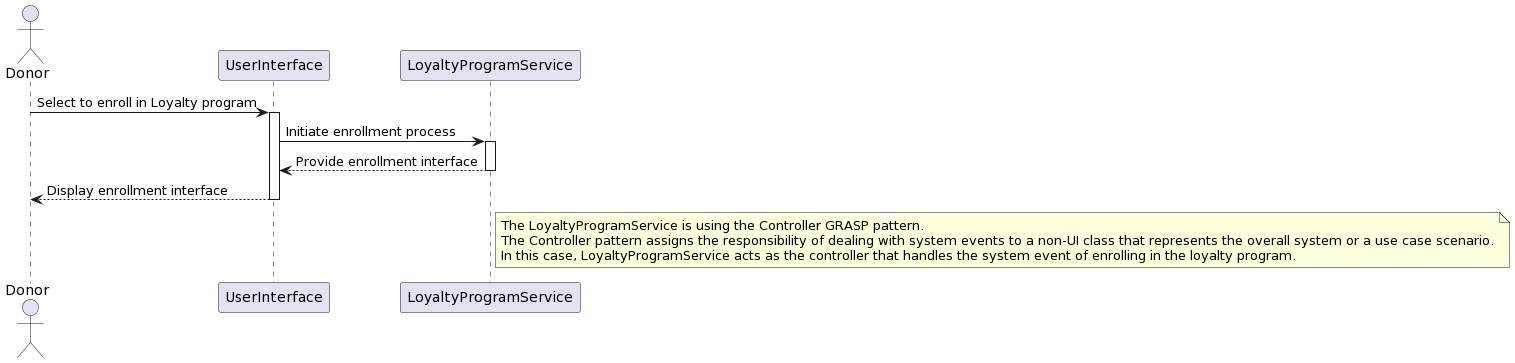 Donor
UserInterface
LoyaltyProgramService
Select to enroll in Loyalty program
Initiate enrollment process
Provide enrollment interface
Display enrollment interface
The LoyaltyProgramService is using the Controller GRASP pattern.
The Controller pattern assigns the responsibility of dealing with system events to a non-UI class that represents the overall system or a use case scenario.
In this case, LoyaltyProgramService acts as the controller that handles the system event of enrolling in the loyalty program.
Donor
UserInterface
LoyaltyProgramService